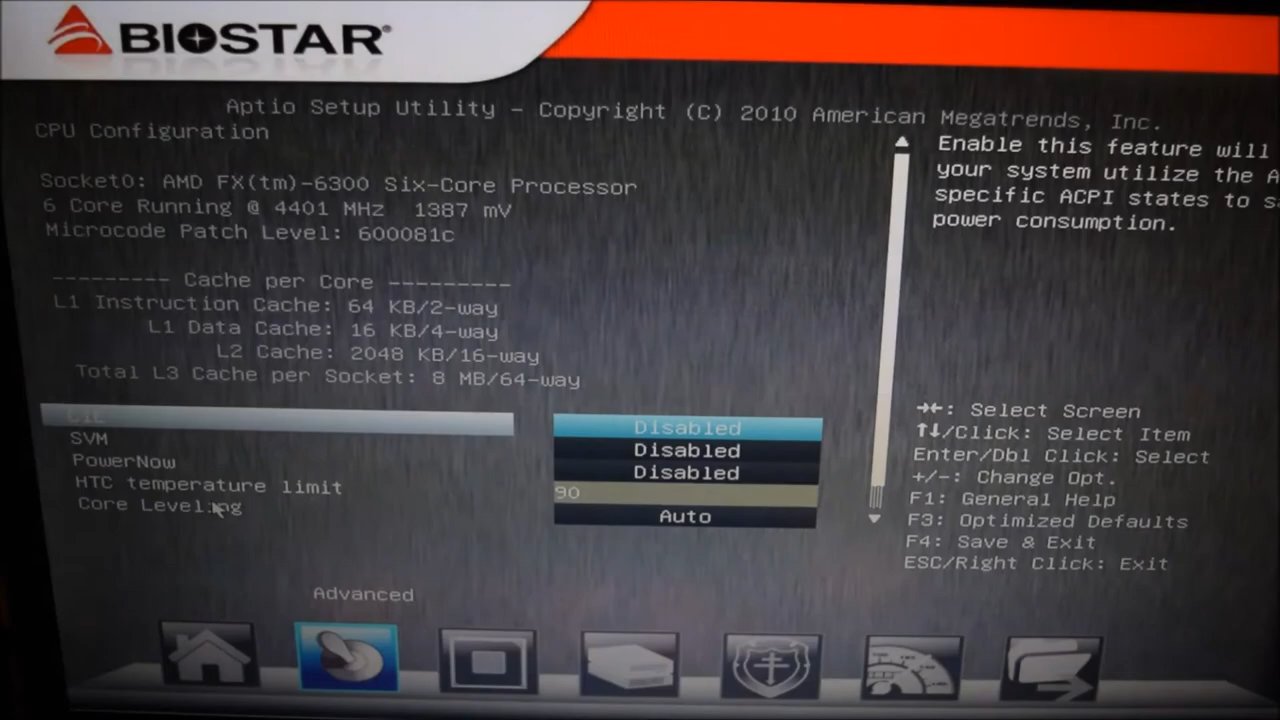 BIOSTAR®
Aptio Setup Utility - Copyright (C) 2010 American Megatrends, Inc.
CPU Configuration
Socket0: AMD FX(tm)-6300 Six-Core Processor
6 Core Running @ 4401 MHz 1387 mV
Microcode Patch Level: 600081c
--------- Cache per Core ---------
L1 Instruction Cache: 64 KB/2-way
L1 Data Cache: 16 KB/4-way
L2 Cache: 2048 KB/16-way
Total L3 Cache per Socket: 8 MB/64-way
Disabled
SVM Disabled
PowerNow Disabled
HTC temperature limit 90
Core Leveling Auto
Enable this feature will
your system utilize the A
specific ACPI states to s
power consumption.
→←: Select Screen
↑↓/Click: Select Item
Enter/Dbl Click: Select
+/-: Change Opt.
F1: General Help
F3: Optimized Defaults
F4: Save & Exit
ESC/Right Click: Exit
Advanced